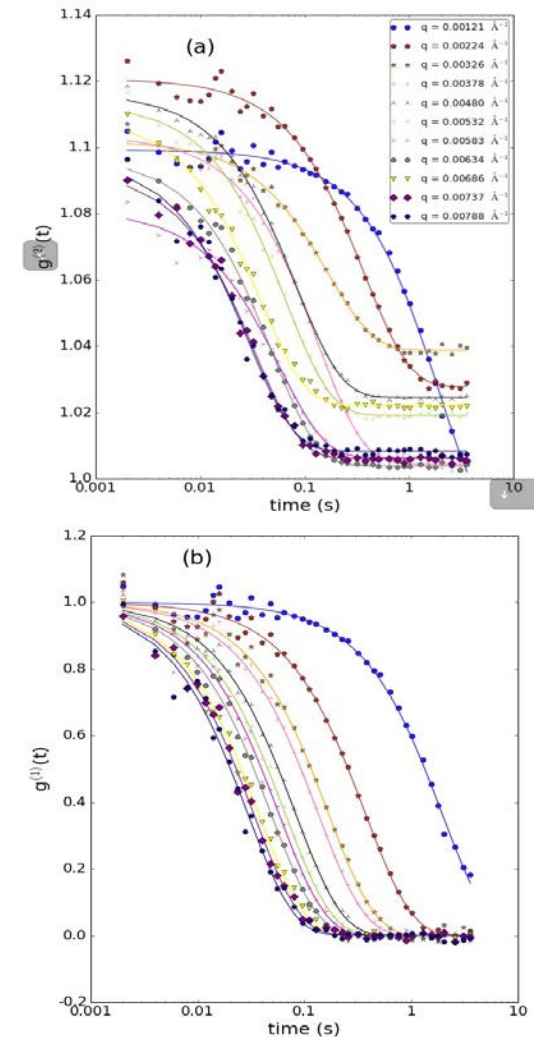 (a)
1.14
1.12
1.1
1.08
1.06
1.04
1.02
1.0
g(2)(t)
0.001
0.01
0.1
1
10
time (s)
q = 0.00121 Å⁻¹
q = 0.00224 Å⁻¹
q = 0.00326 Å⁻¹
q = 0.00378 Å⁻¹
q = 0.00480 Å⁻¹
q = 0.00532 Å⁻¹
q = 0.00583 Å⁻¹
q = 0.00634 Å⁻¹
q = 0.00686 Å⁻¹
q = 0.00737 Å⁻¹
q = 0.00788 Å⁻¹
(b)
1.2
1.0
0.8
0.6
0.4
0.2
0.0
-0.2
g⁽¹⁾(t)
0.001
0.01
0.1
1
10
time (s)